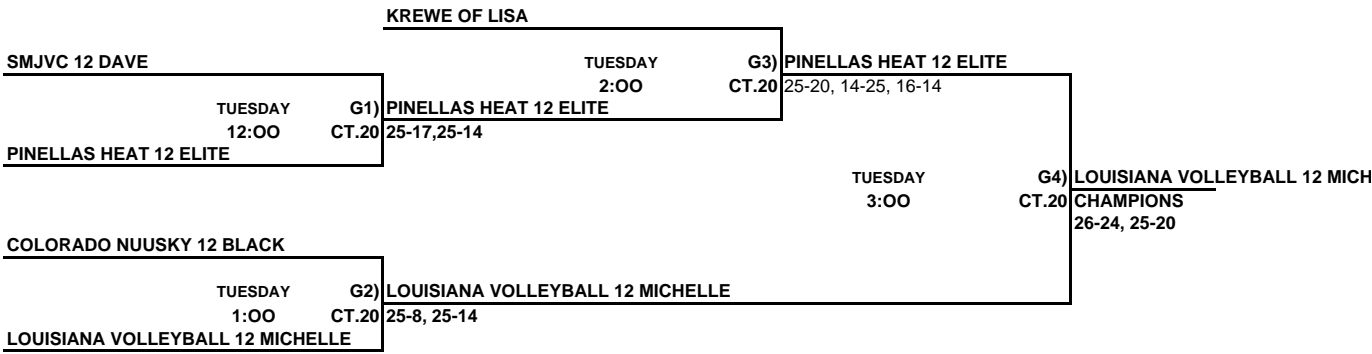 KREWE OF LISA
SMJVC 12 DAVE
TUESDAY G3) PINELLAS HEAT 12 ELITE
2:OO CT.20 25-20, 14-25, 16-14
TUESDAY G1) PINELLAS HEAT 12 ELITE
12:OO CT.20 25-17,25-14
PINELLAS HEAT 12 ELITE
TUESDAY G4) LOUISIANA VOLLEYBALL 12 MICH
3:OO CT.20 CHAMPIONS
26-24, 25-20
COLORADO NUUSKY 12 BLACK
TUESDAY G2) LOUISIANA VOLLEYBALL 12 MICHELLE
1:OO CT.20 25-8, 25-14
LOUISIANA VOLLEYBALL 12 MICHELLE